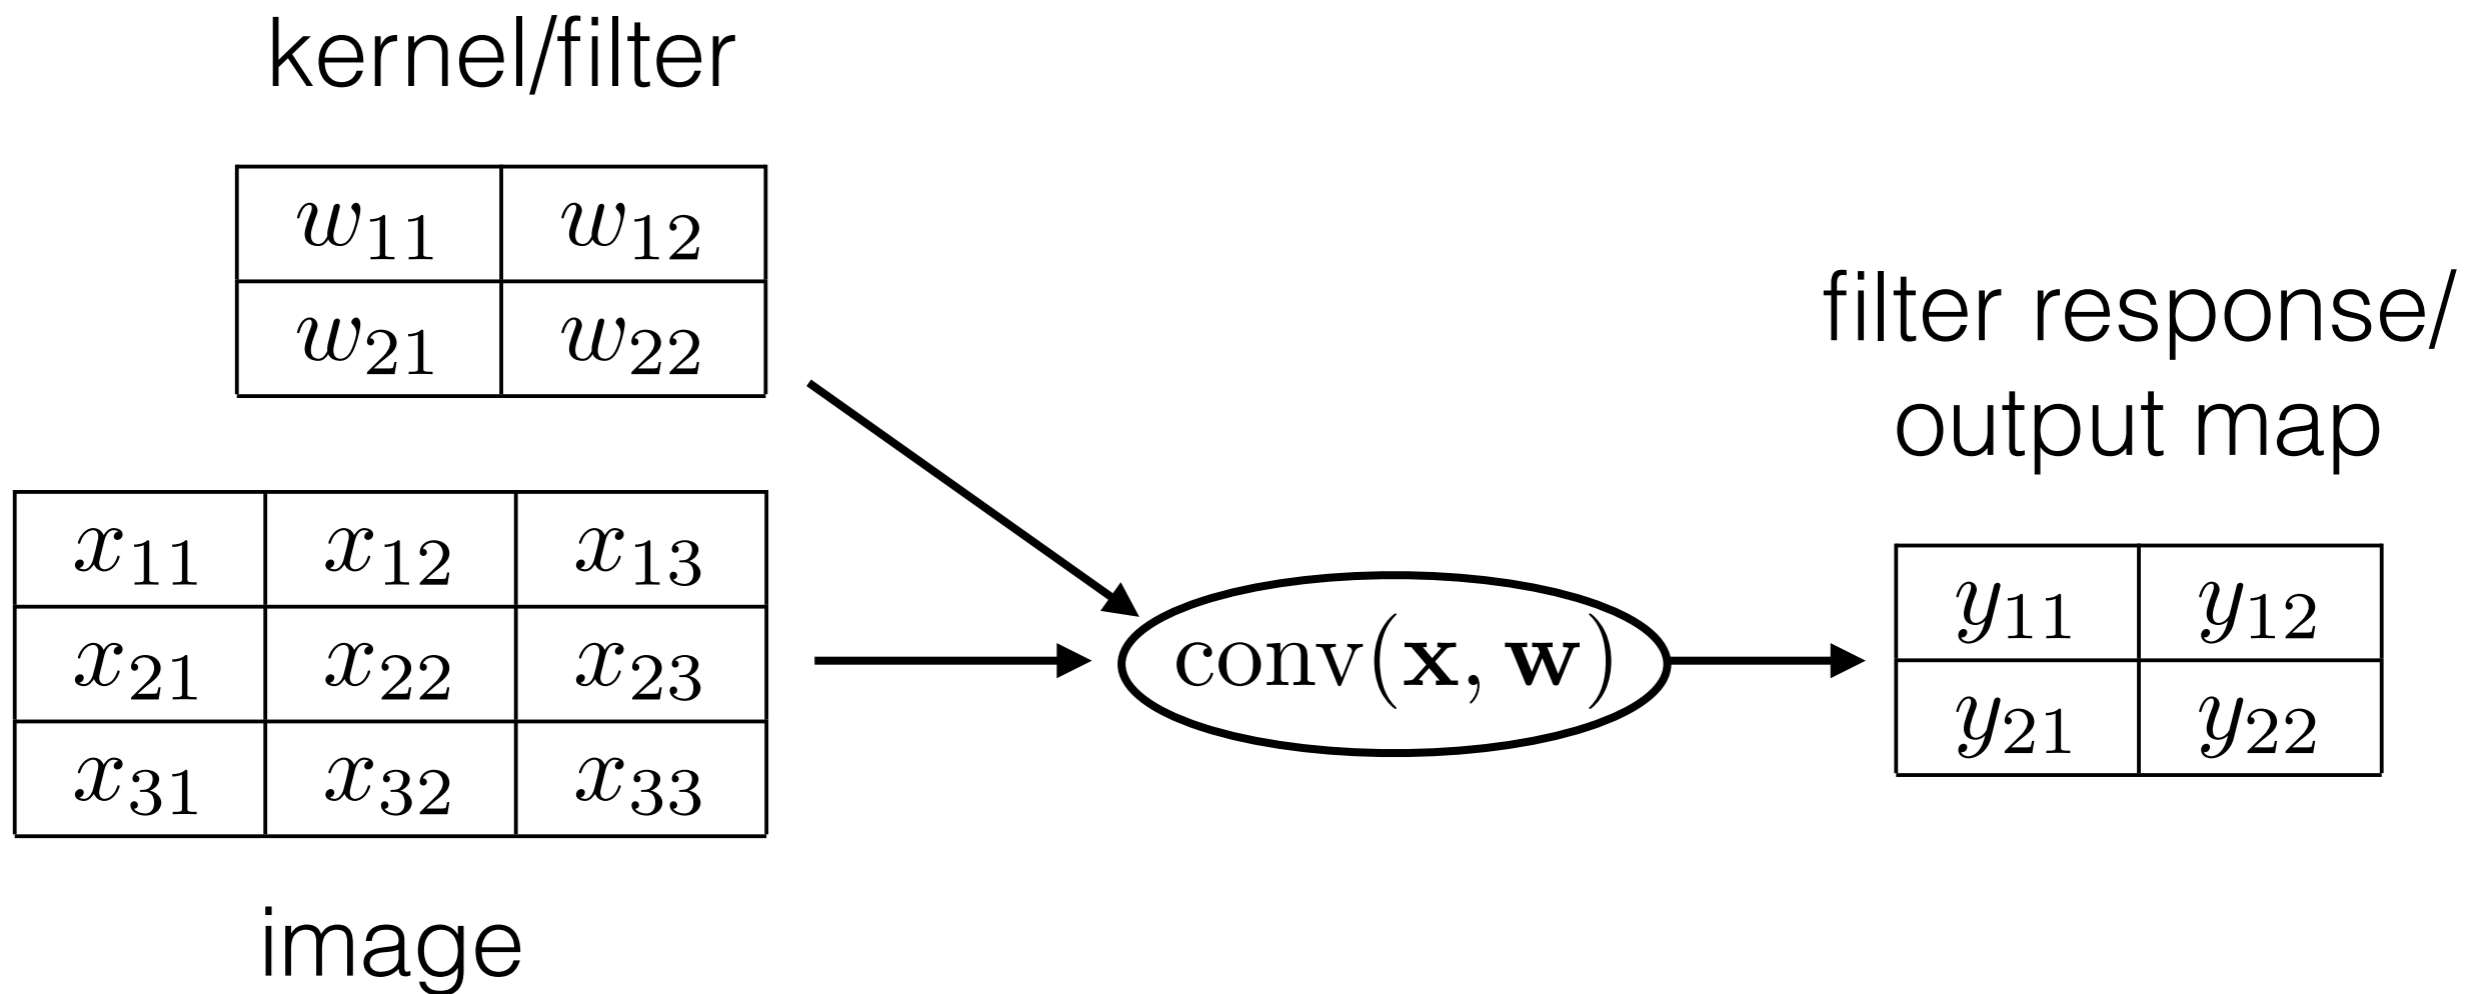 kernel/filter
w11 w12
w21 w22
filter response/
output map
x11 x12 x13
x21 x22 x23
x31 x32 x33
conv(x, w)
y11 y12
y21 y22
image